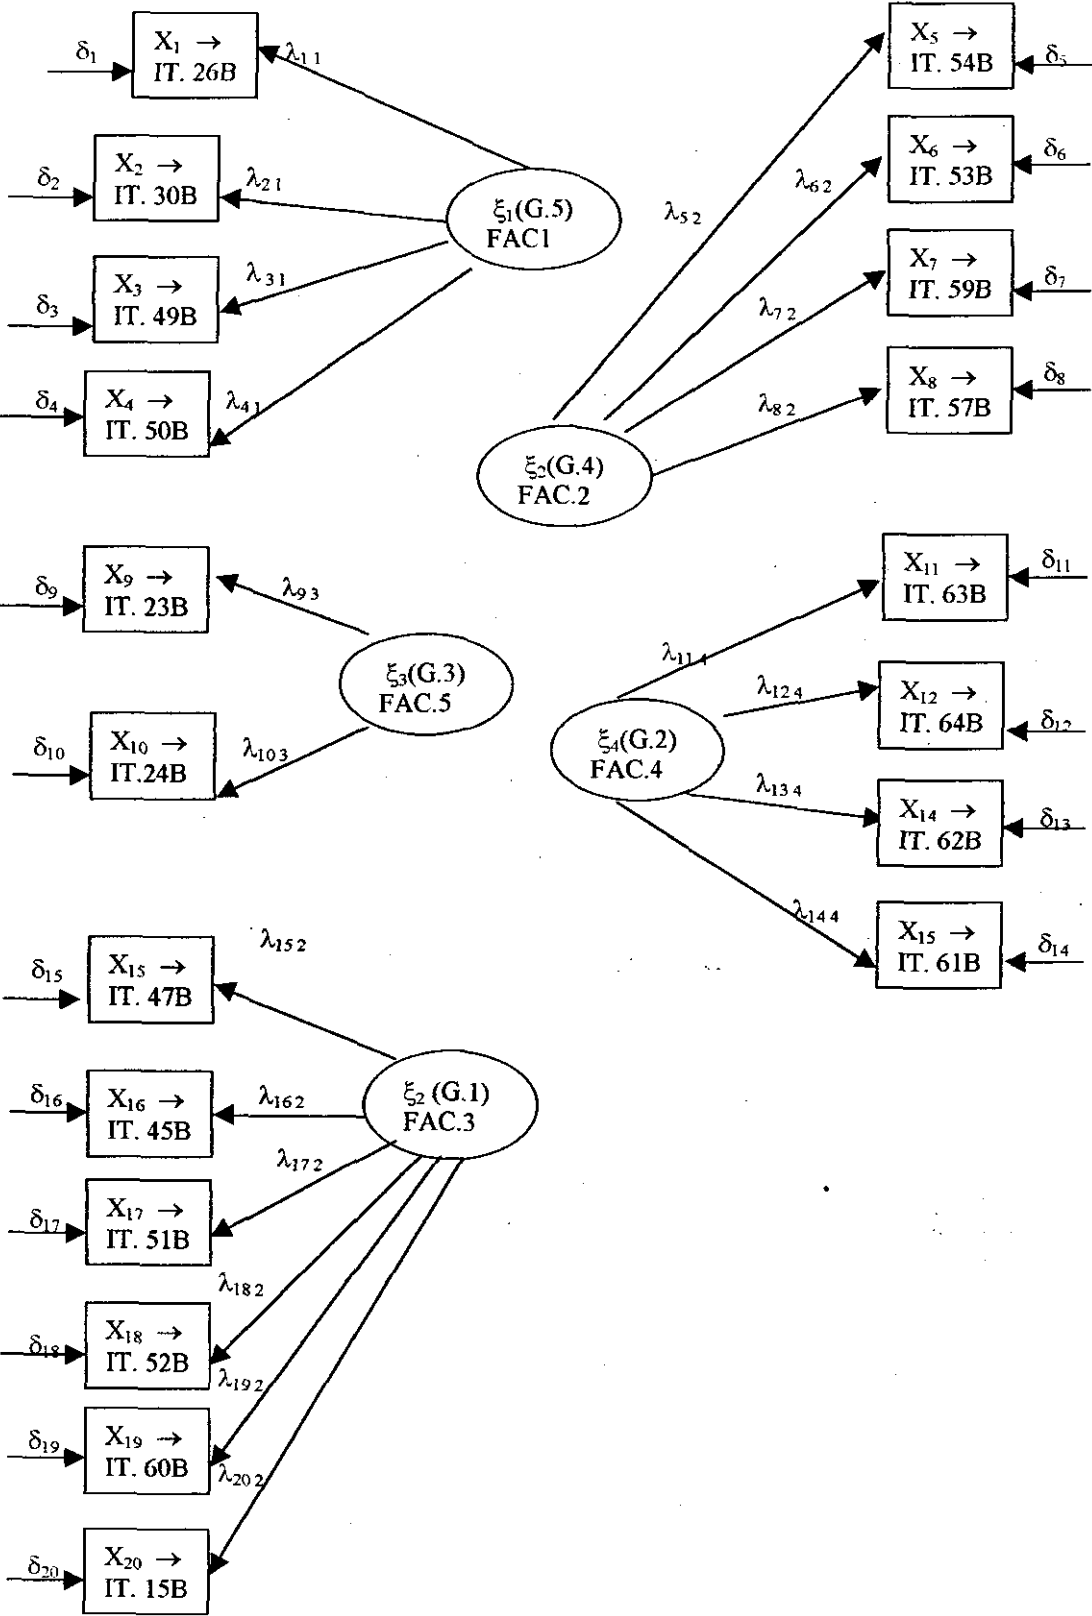 δ₁
X₁ →
IT. 26B
λ₁₁
δ₂
X₂ →
IT. 30B
λ₂₁
δ₃
X₃ →
IT. 49B
λ₃₁
δ₄
X₄ →
IT. 50B
λ₄₁
ξ₁(G.5)
FAC1
X₅ →
IT. 54B
δ₅
λ₅₂
X₆ →
IT. 53B
δ₆
λ₆₂
X₇ →
IT. 59B
δ₇
λ₇₂
X₈ →
IT. 57B
δ₈
λ₈₂
ξ₂(G.4)
FAC.2
δ₉
X₉ →
IT. 23B
λ₉₃
ξ₃(G.3)
FAC.5
δ₁₀
X₁₀ →
IT.24B
λ₁₀₃
X₁₁ →
IT. 63B
δ₁₁
λ₁₁₄
X₁₂ →
IT. 64B
δ₁₂
λ₁₂₄
ξ₄(G.2)
FAC.4
λ₁₃₄
X₁₄ →
IT. 62B
δ₁₃
λ₁₄₄
X₁₅ →
IT. 61B
δ₁₄
δ₁₅
X₁₅ →
IT. 47B
λ₁₅₂
δ₁₆
X₁₆ →
IT. 45B
λ₁₆₂
ξ₂ (G.1)
FAC.3
δ₁₇
X₁₇ →
IT. 51B
λ₁₇₂
δ₁₈
X₁₈ →
IT. 52B
λ₁₈₂
δ₁₉
X₁₉ →
IT. 60B
λ₁₉₂
δ₂₀
X₂₀ →
IT. 15B
λ₂₀₂